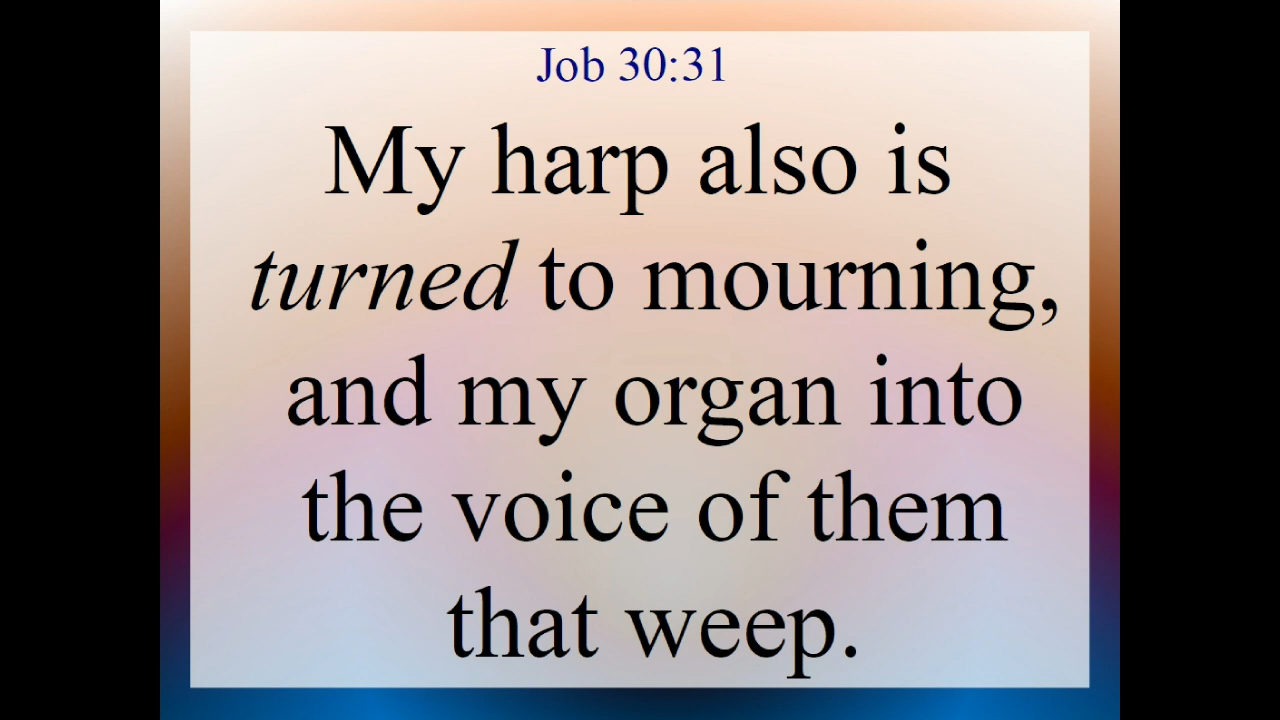 Job 30:31
My harp also is
turned to mourning,
and my organ into
the voice of them
that weep.